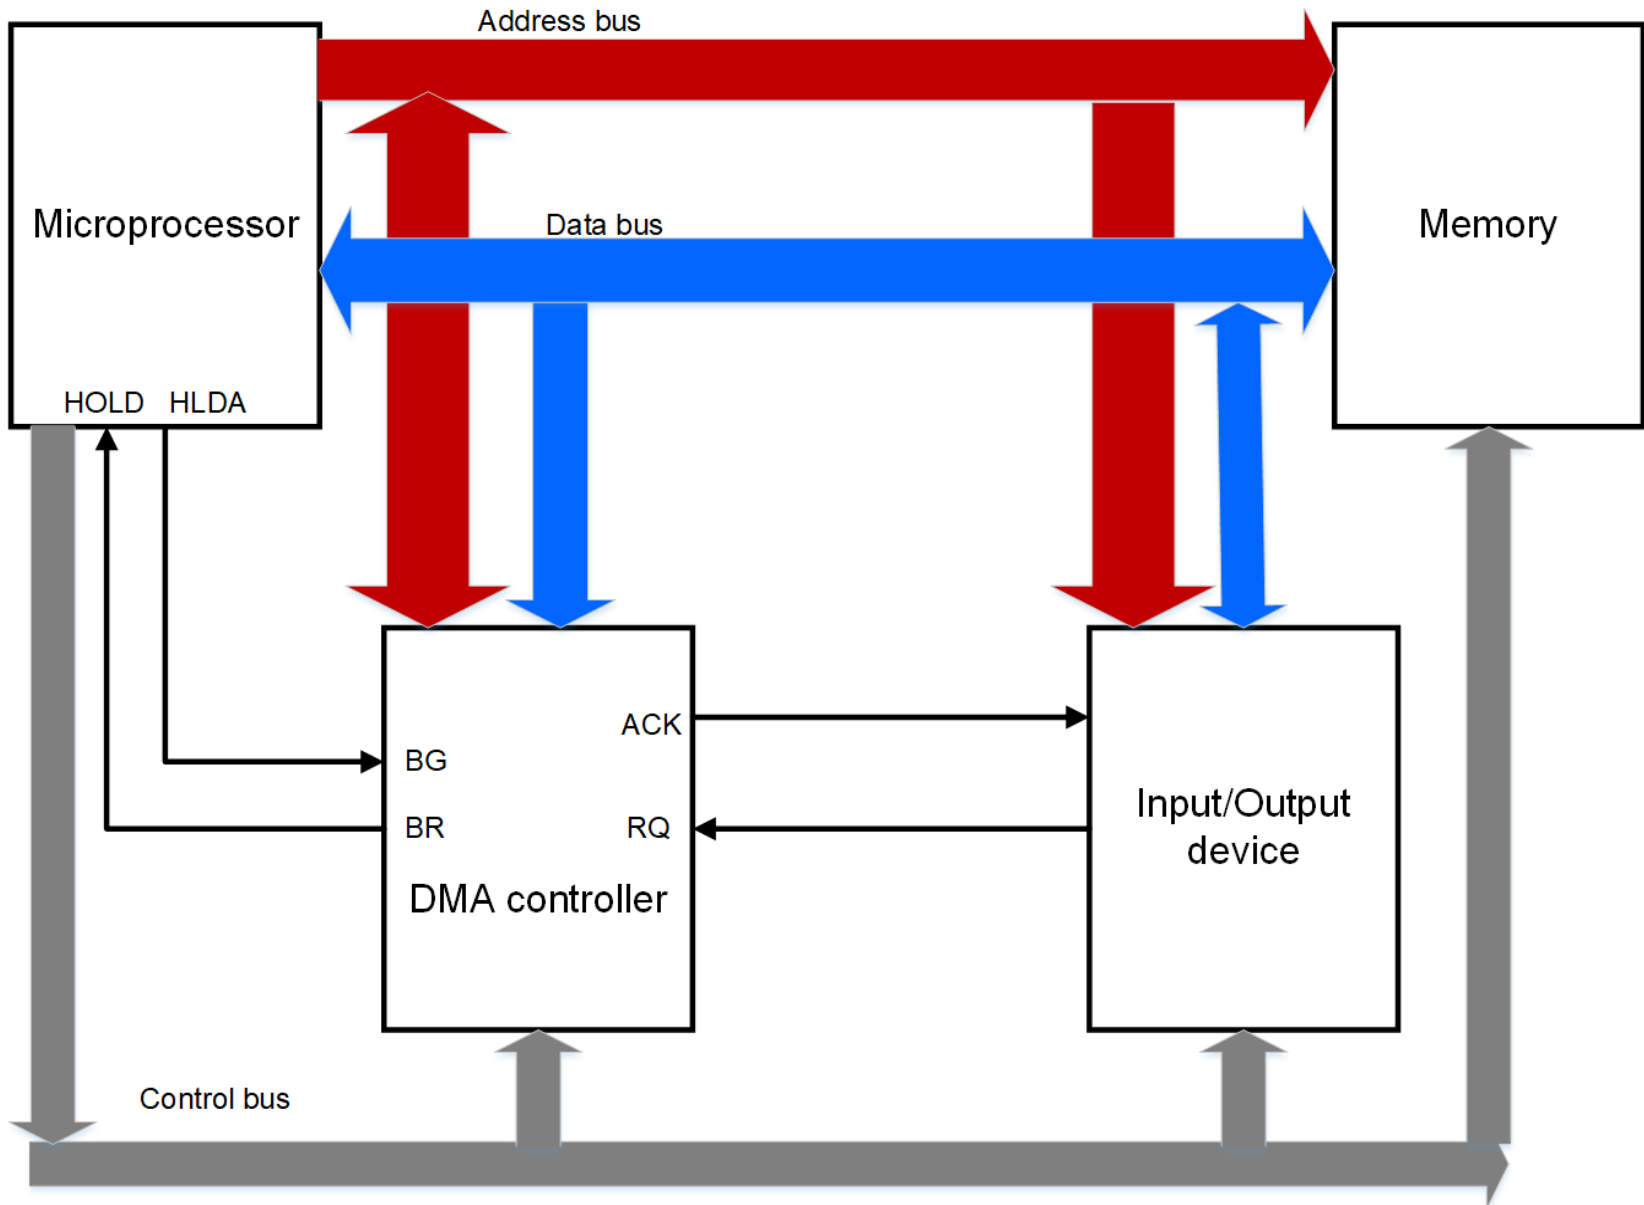 Address bus
Microprocessor
Data bus
Memory
HOLD HLDA
ACK
BG
BR
RQ
Input/Output
device
DMA controller
Control bus